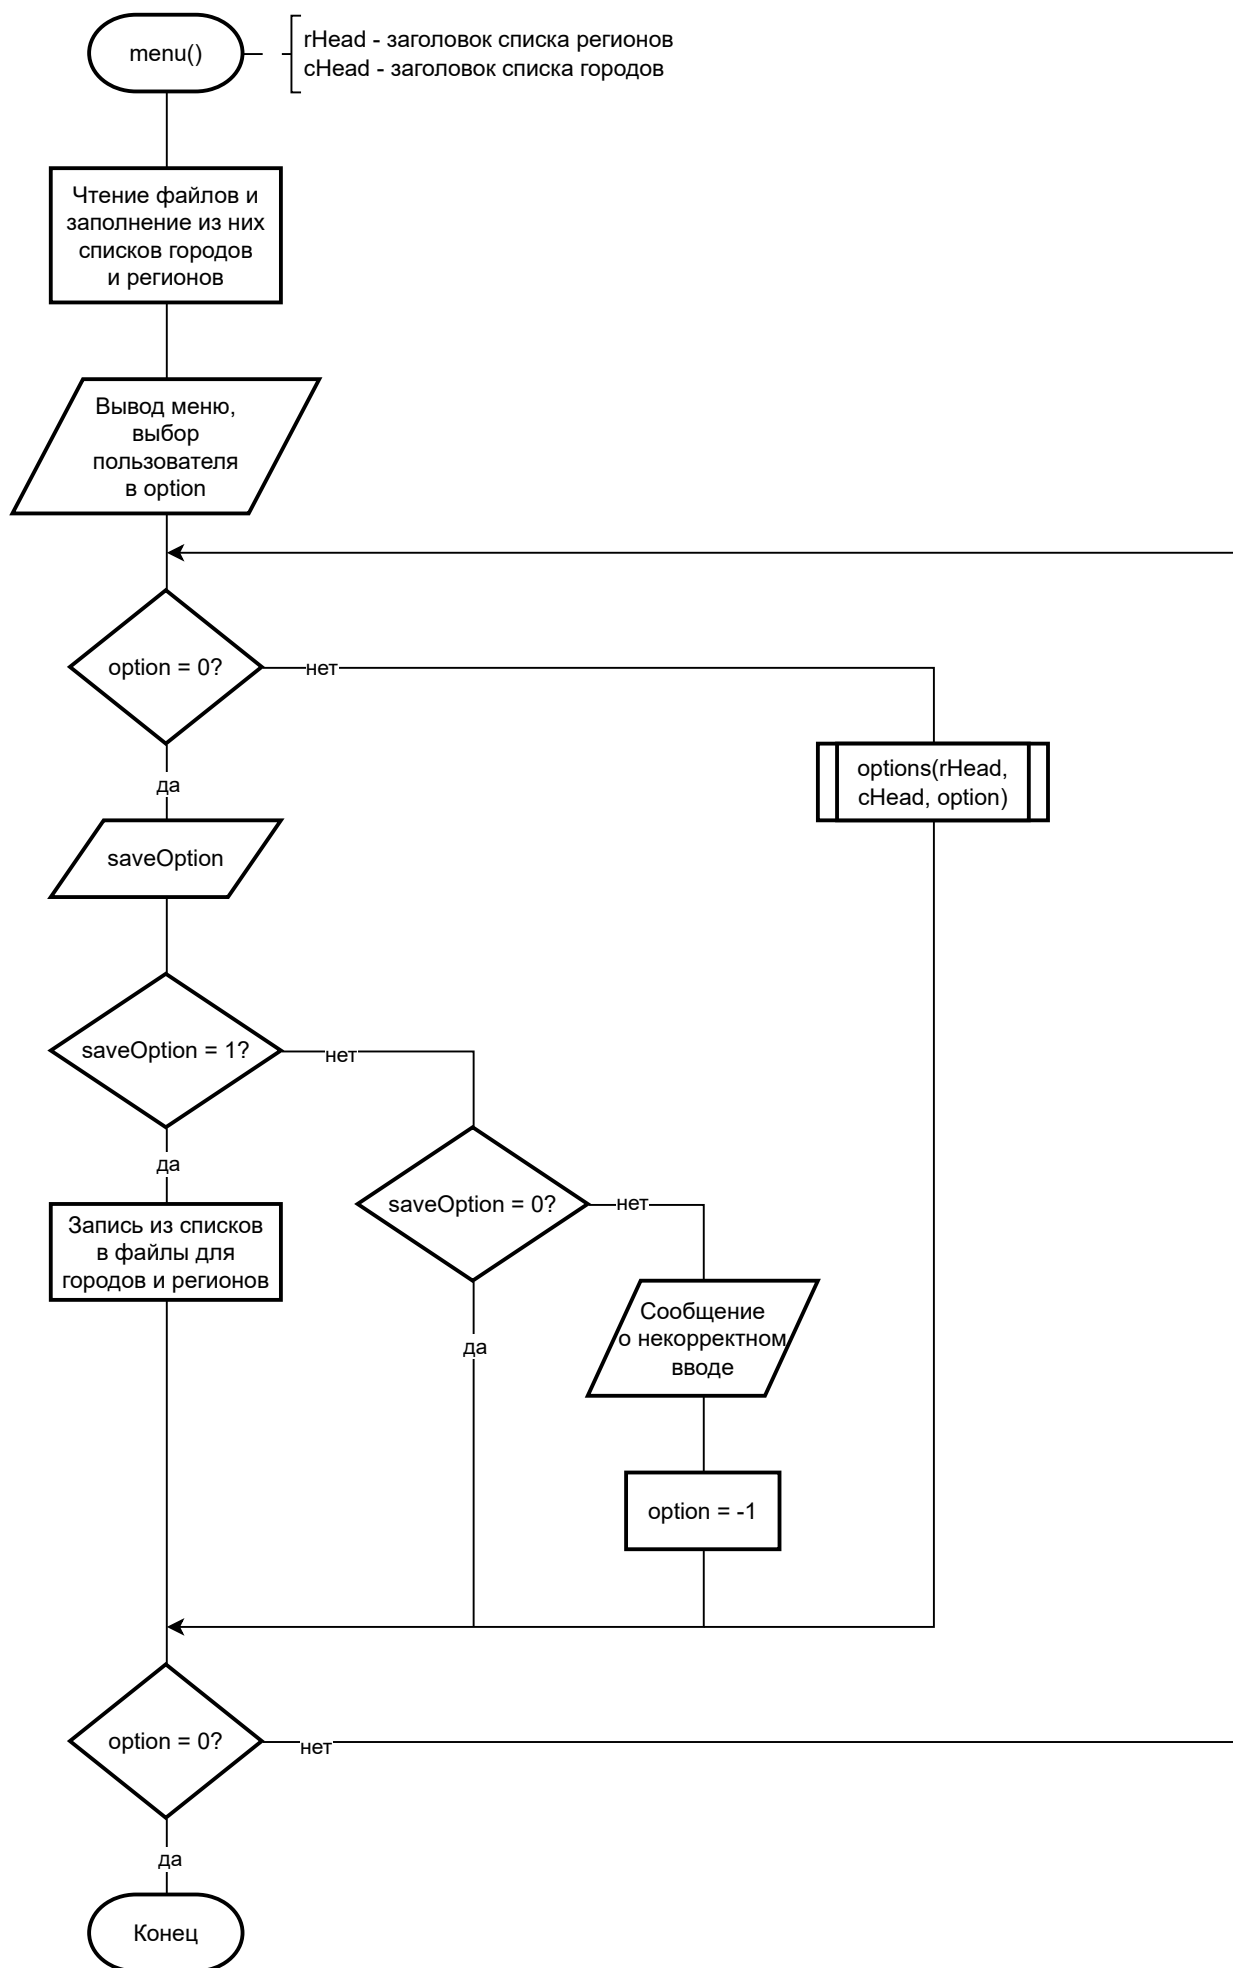 menu()
rHead - заголовок списка регионов
cHead - заголовок списка городов
Чтение файлов и
заполнение из них
списков городов
и регионов
Вывод меню,
выбор
пользователя
в option
option = 0?
нет
да
options(rHead,
cHead, option)
saveOption
saveOption = 1?
нет
да
saveOption = 0?
нет
Запись из списков
в файлы для
городов и регионов
Сообщение
о некорректном
вводе
да
option = -1
option = 0?
нет
да
Конец